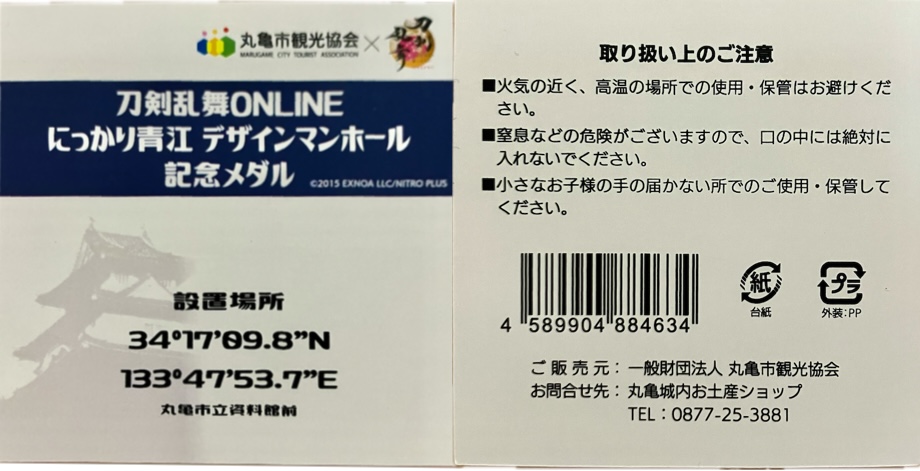 丸亀市観光協会
MARUGAME CITY TOURIST ASSOCIATION
×
刀剣乱舞
刀剣乱舞ONLINE
にっかり青江 デザインマンホール
記念メダル
©2015 EXNOA LLC/NITRO PLUS
設置場所
34°17'09.8"N
133°47'53.7"E
丸亀市立資料館前
取り扱い上のご注意
■火気の近く、高温の場所での使用・保管はお避けくだ
さい。
■窒息などの危険がございますので、口の中には絶対に
入れないでください。
■小さなお子様の手の届かない所でのご使用・保管して
ください。
4 589904 884634
紙
台紙
プラ
外装:PP
ご販売元：一般財団法人 丸亀市観光協会
お問合せ先：丸亀城内お土産ショップ
TEL：0877-25-3881